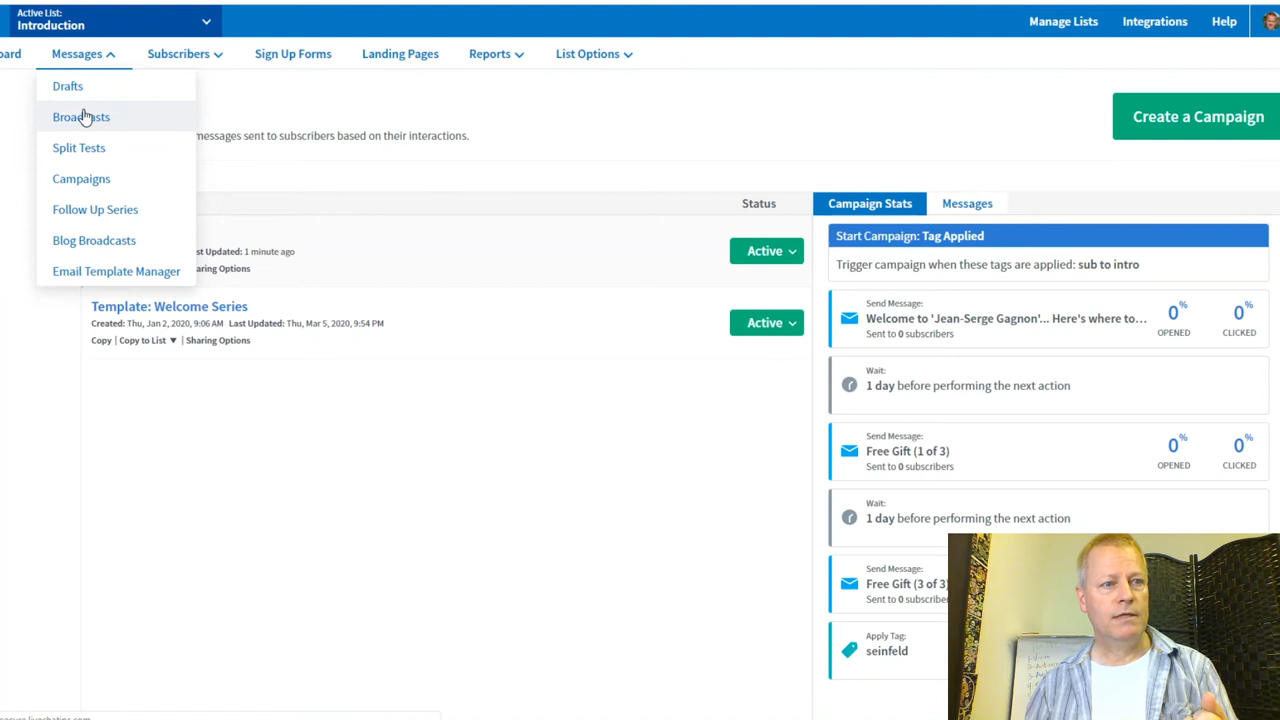 Active List:
Introduction
Manage Lists
Integrations
Help
oard
Messages
Subscribers
Sign Up Forms
Landing Pages
Reports
List Options
Drafts
Broadcasts
Split Tests
Campaigns
Follow Up Series
Blog Broadcasts
Email Template Manager
messages sent to subscribers based on their interactions.
Create a Campaign
Status
st Updated: 1 minute ago
aring Options
Active
Template: Welcome Series
Created: Thu, Jan 2, 2020, 9:06 AM Last Updated: Thu, Mar 5, 2020, 9:54 PM
Copy | Copy to List ▼ | Sharing Options
Active
Campaign Stats
Messages
Start Campaign: Tag Applied
Trigger campaign when these tags are applied: sub to intro
Send Message:
Welcome to 'Jean-Serge Gagnon'... Here's where to...
Sent to 0 subscribers
0%
OPENED
0%
CLICKED
Wait:
1 day before performing the next action
Send Message:
Free Gift (1 of 3)
Sent to 0 subscribers
0%
OPENED
0%
CLICKED
Wait:
1 day before performing the next action
Send Message:
Free Gift (3 of 3)
Sent to 0 subscriber
Apply Tag:
seinfeld